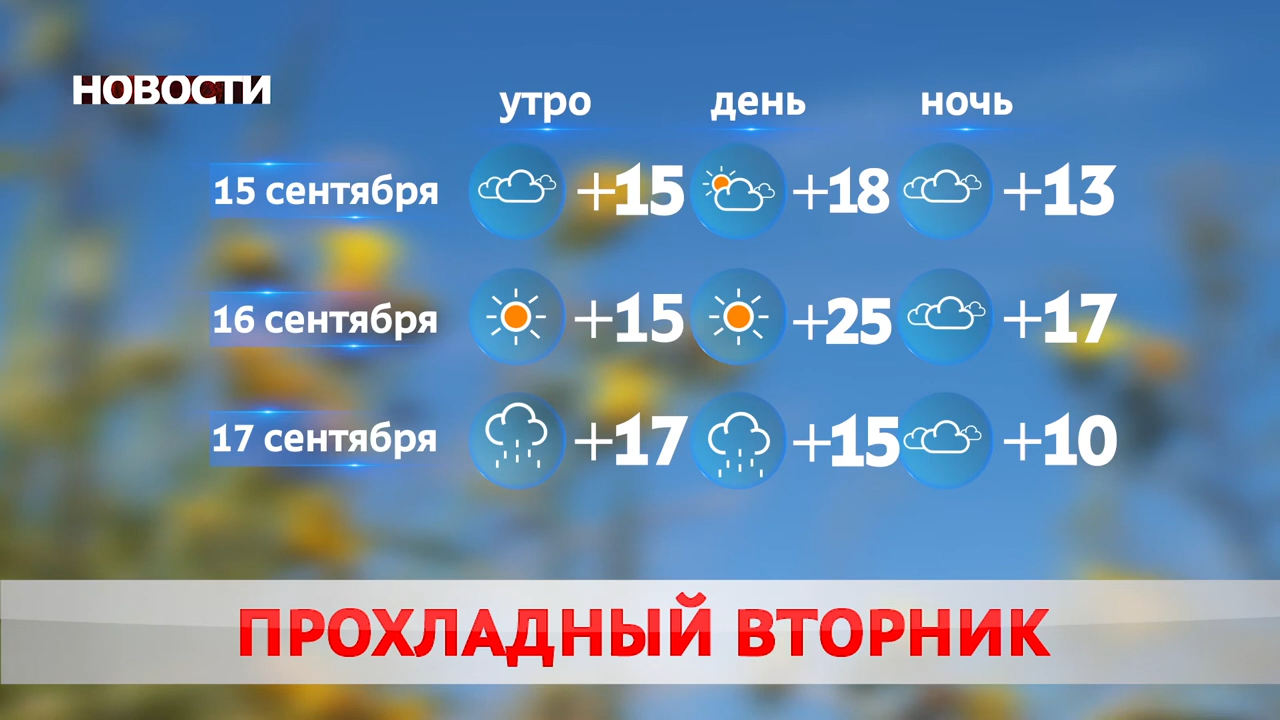 НОВОСТИ
утро день ночь
15 сентября +15 +18 +13
16 сентября +15 +25 +17
17 сентября +17 +15 +10
ПРОХЛАДНЫЙ ВТОРНИК